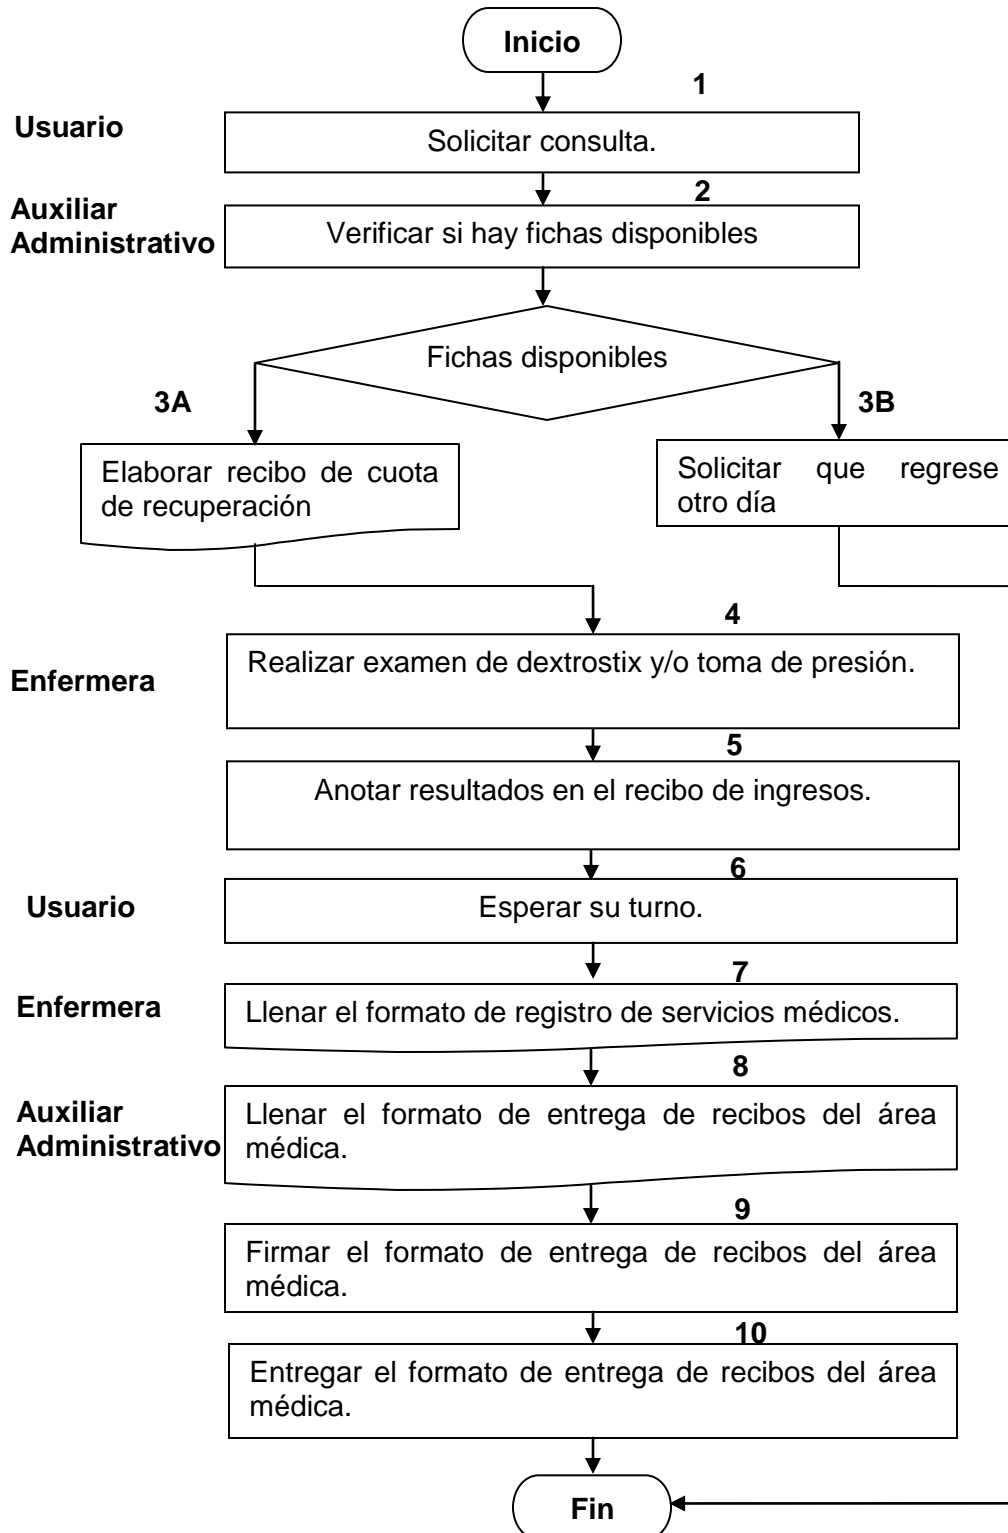 Inicio
1
Usuario
Solicitar consulta.
2
Auxiliar
Administrativo
Verificar si hay fichas disponibles
Fichas disponibles
3A
3B
Elaborar recibo de cuota
de recuperación
Solicitar que regrese
otro día
4
Enfermera
Realizar examen de dextrostix y/o toma de presión.
5
Anotar resultados en el recibo de ingresos.
6
Usuario
Esperar su turno.
7
Enfermera
Llenar el formato de registro de servicios médicos.
8
Auxiliar
Administrativo
Llenar el formato de entrega de recibos del área
médica.
9
Firmar el formato de entrega de recibos del área
médica.
10
Entregar el formato de entrega de recibos del área
médica.
Fin